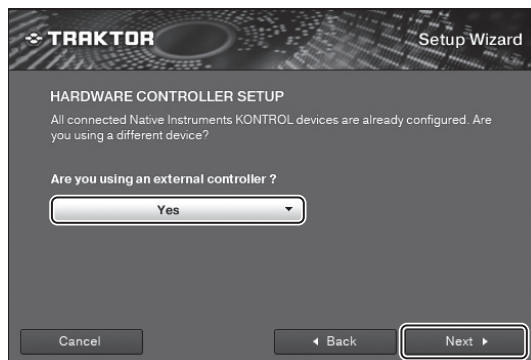 TRAKTOR
Setup Wizard
HARDWARE CONTROLLER SETUP
All connected Native Instruments KONTROL devices are already configured. Are
you using a different device?
Are you using an external controller ?
Yes
Cancel
Back
Next